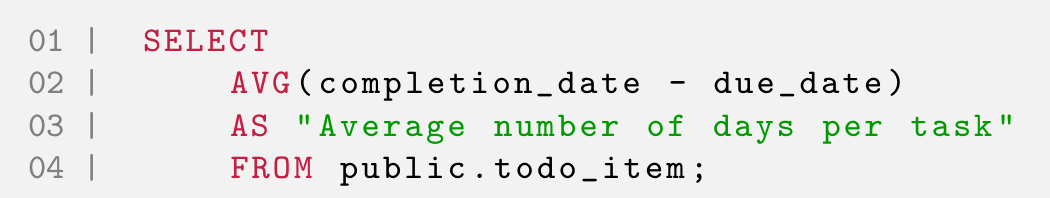 01 | SELECT
02 | AVG(completion_date - due_date)
03 | AS "Average number of days per task"
04 | FROM public.todo_item;